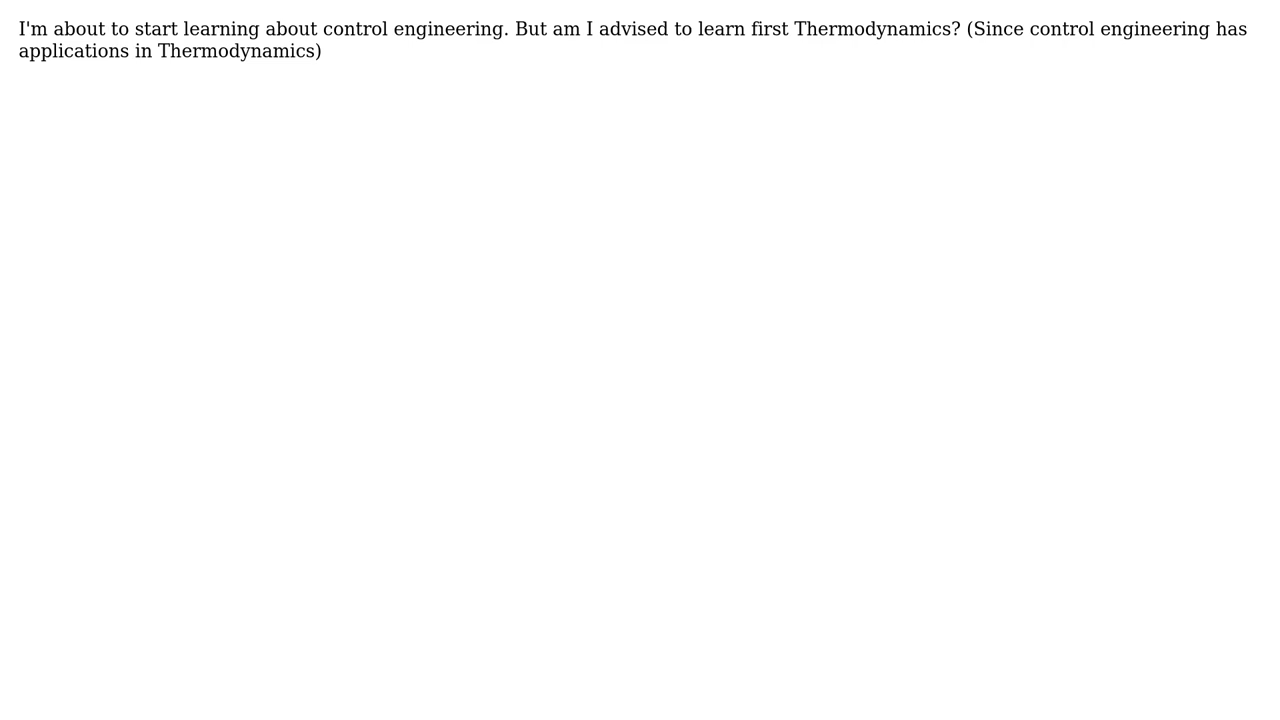 I'm about to start learning about control engineering. But am I advised to learn first Thermodynamics? (Since control engineering has
applications in Thermodynamics)